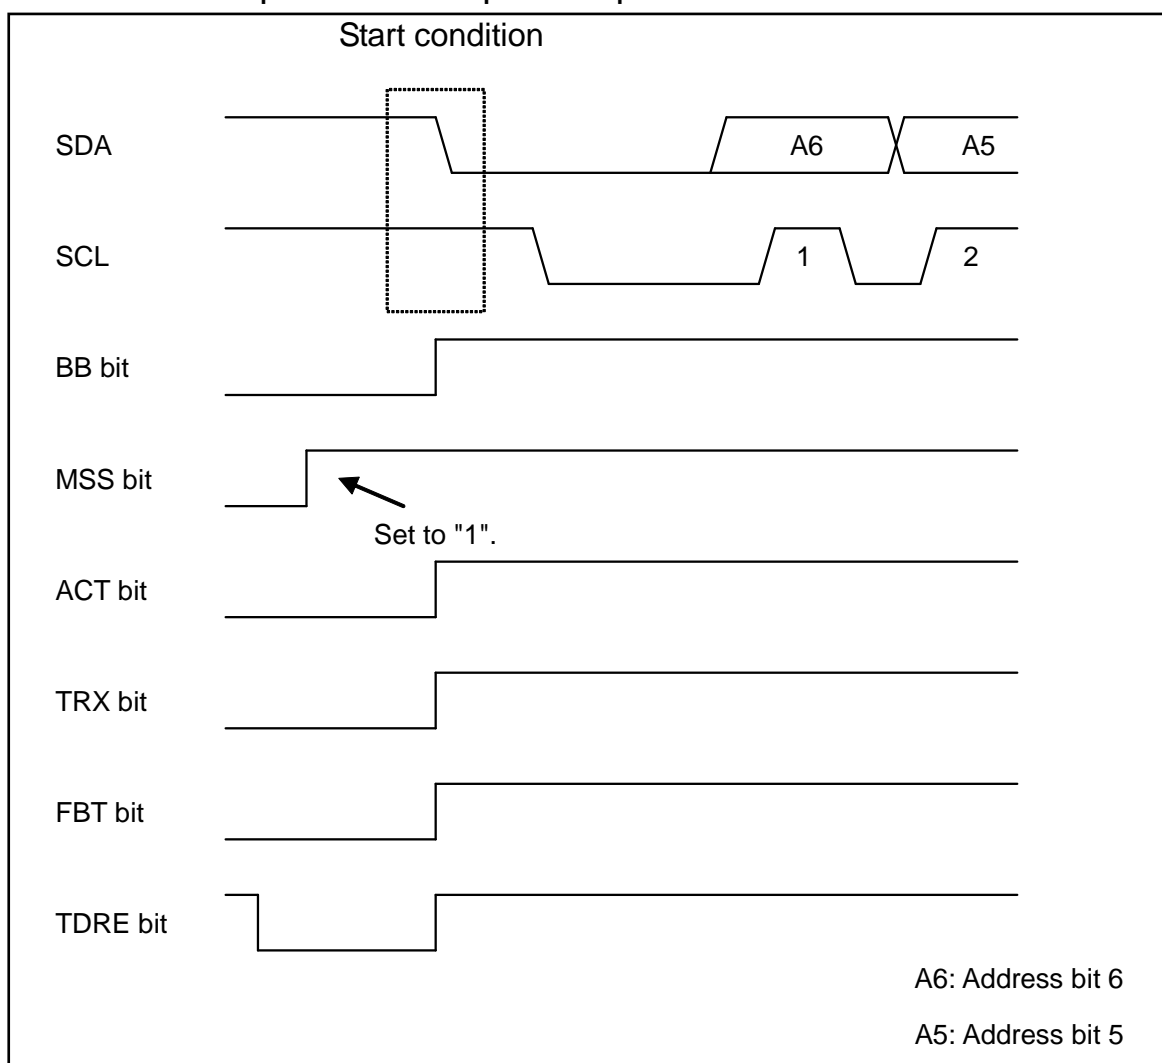 Start condition
SDA
A6
A5
SCL
1
2
BB bit
MSS bit
Set to "1".
ACT bit
TRX bit
FBT bit
TDRE bit
A6: Address bit 6
A5: Address bit 5